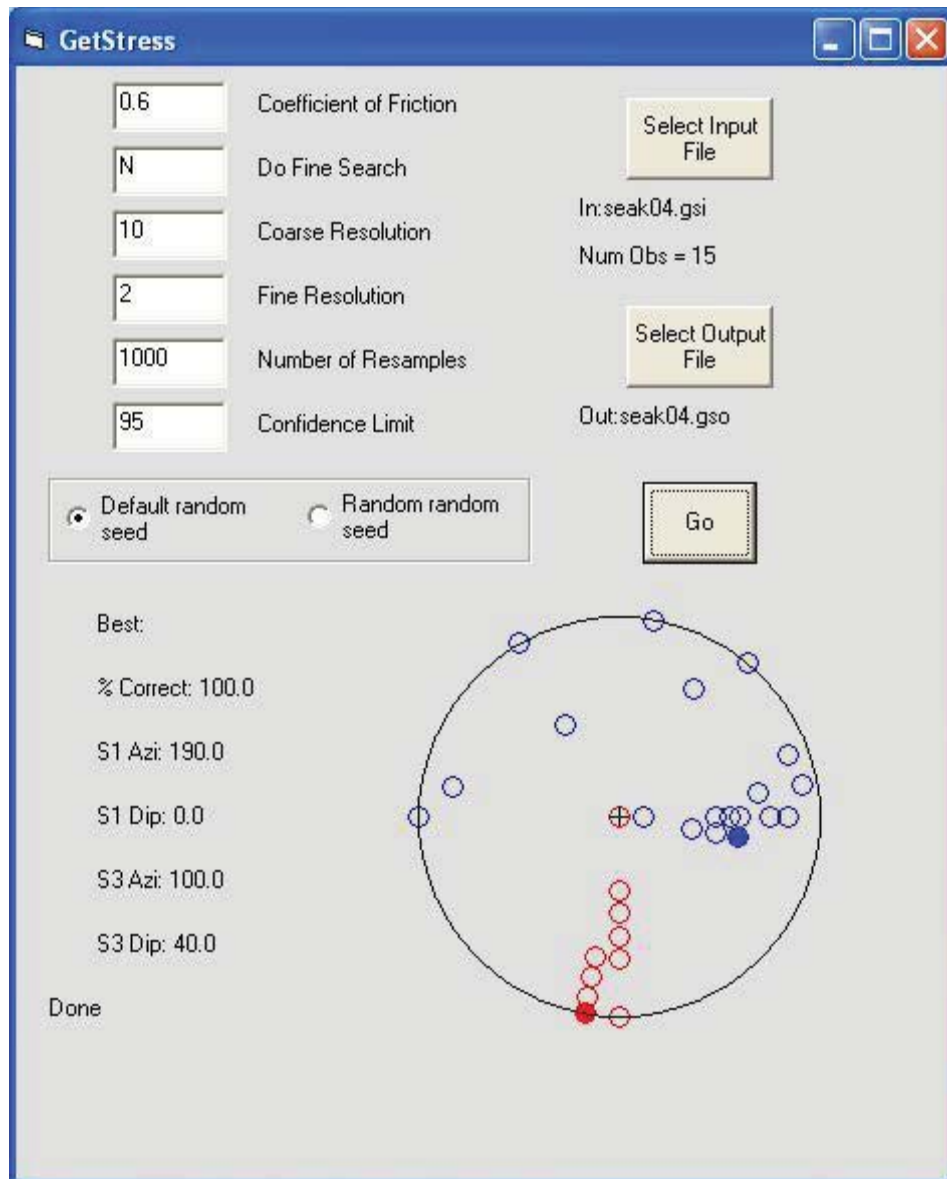 GetStress
0.6 Coefficient of Friction
N Do Fine Search
10 Coarse Resolution
2 Fine Resolution
1000 Number of Resamples
95 Confidence Limit
Select Input
File
In:seak04.gsi
Num Obs = 15
Select Output
File
Out:seak04.gso
Default random
seed
Random random
seed
Go
Best:
% Correct: 100.0
S1 Azi: 190.0
S1 Dip: 0.0
S3 Azi: 100.0
S3 Dip: 40.0
Done